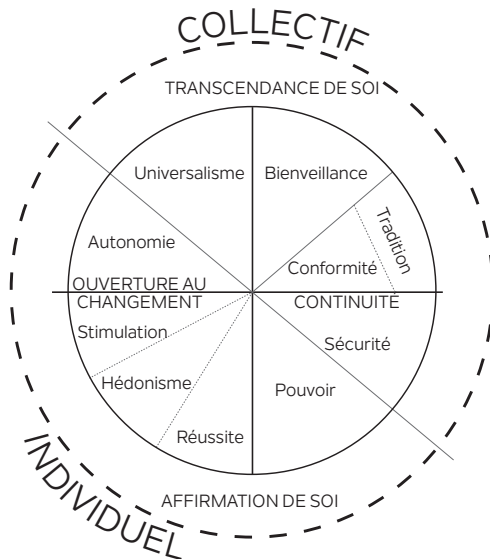 COLLECTIF
TRANSCENDANCE DE SOI
Universalisme
Bienveillance
Autonomie
Tradition
Conformité
OUVERTURE AU
CHANGEMENT
CONTINUITÉ
Stimulation
Sécurité
Hédonisme
Pouvoir
Réussite
AFFIRMATION DE SOI
INDIVIDUEL